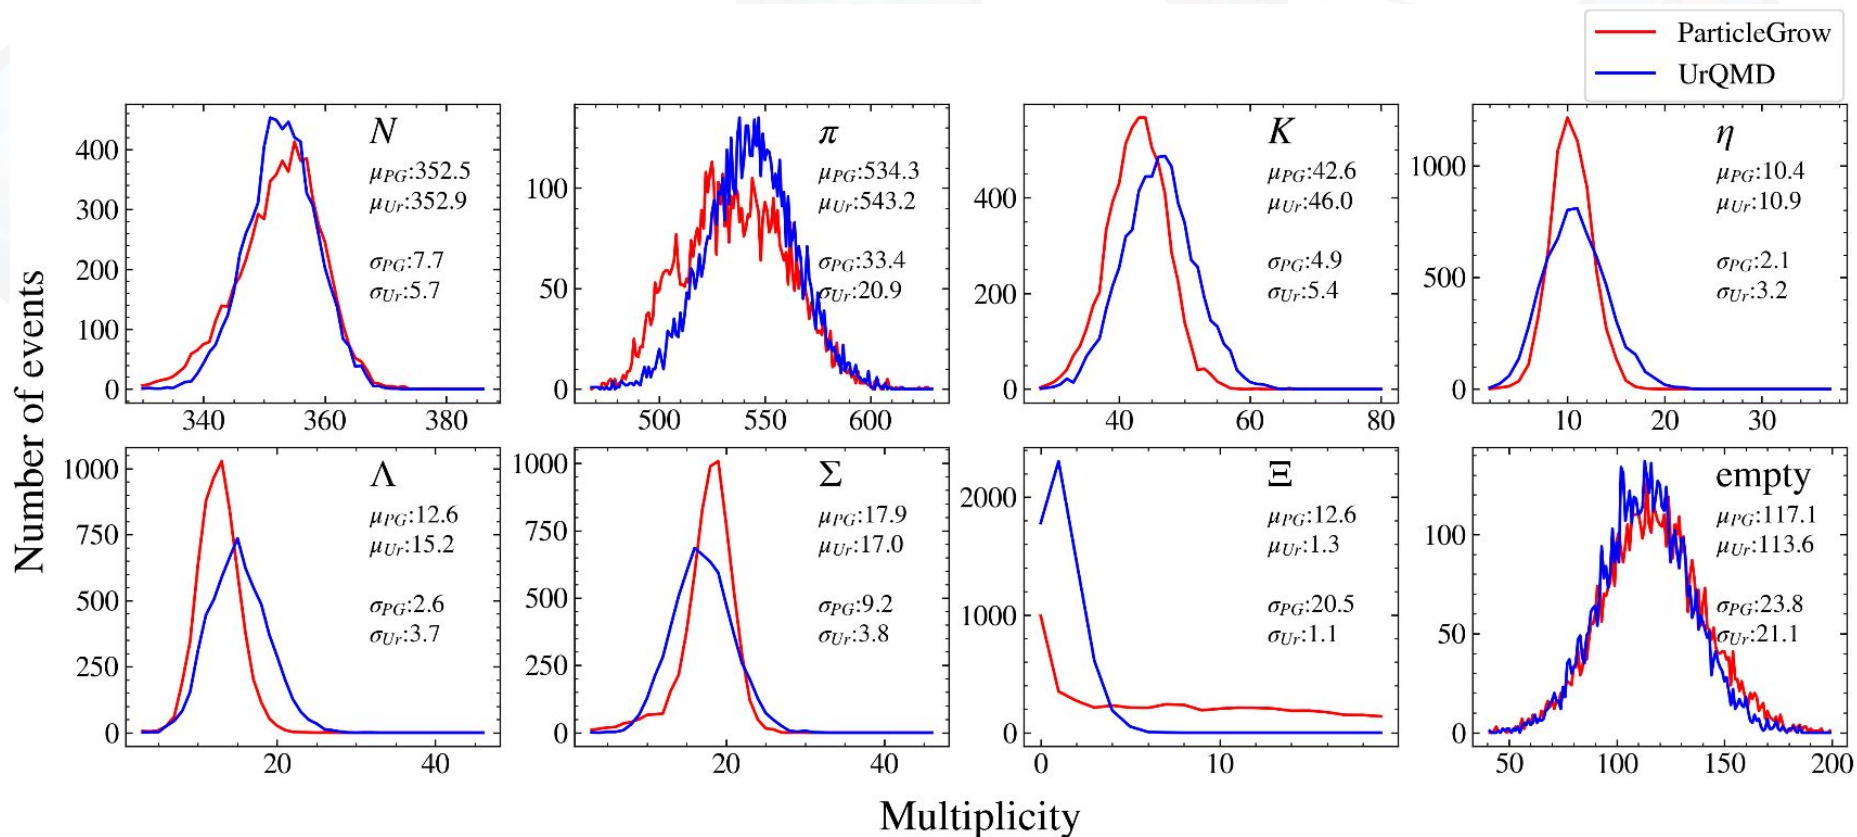 ParticleGrow
UrQMD
Number of events
N
μPG:352.5
μUr:352.9
σPG:7.7
σUr:5.7
400
300
200
100
0
340 360 380
π
μPG:534.3
μUr:543.2
σPG:33.4
σUr:20.9
100
50
0
500 550 600
K
μPG:42.6
μUr:46.0
σPG:4.9
σUr:5.4
400
200
0
40 60 80
η
μPG:10.4
μUr:10.9
σPG:2.1
σUr:3.2
1000
500
0
10 20 30
Λ
μPG:12.6
μUr:15.2
σPG:2.6
σUr:3.7
1000
750
500
250
0
20 40
Σ
μPG:17.9
μUr:17.0
σPG:9.2
σUr:3.8
1000
750
500
250
0
20 40
Ξ
μPG:12.6
μUr:1.3
σPG:20.5
σUr:1.1
2000
1000
0
0 10
empty
μPG:117.1
μUr:113.6
σPG:23.8
σUr:21.1
100
50
0
50 100 150 200
Multiplicity